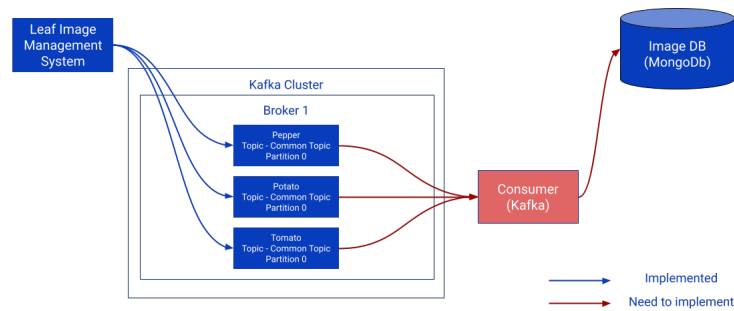 Leaf Image
Management
System
Image DB
(MongoDb)
Kafka Cluster
Broker 1
Pepper
Topic - Common Topic
Partition 0
Potato
Topic - Common Topic
Partition 0
Tomato
Topic - Common Topic
Partition 0
Consumer
(Kafka)
Implemented
Need to implement